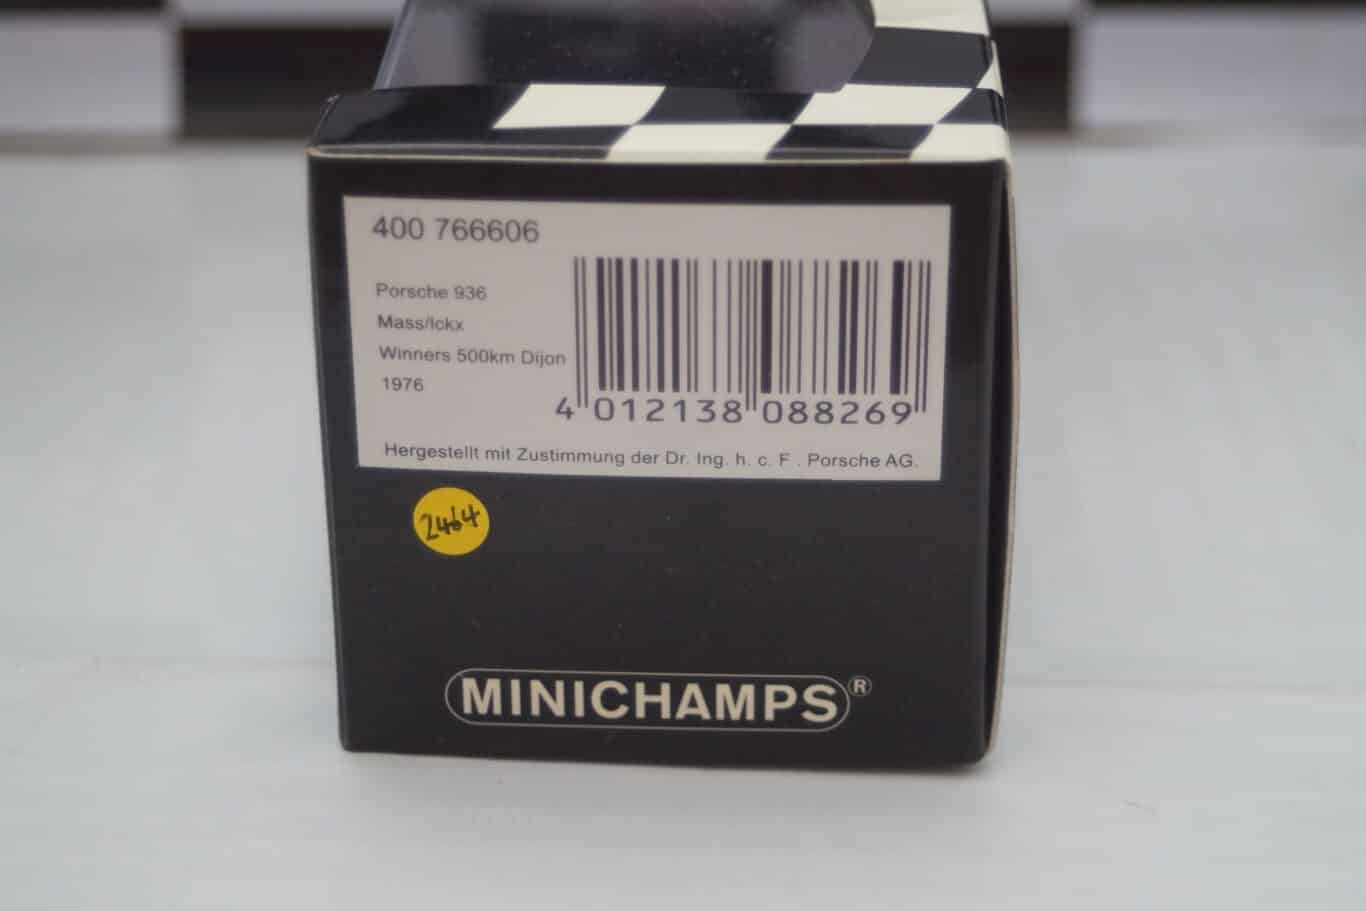 400 766606
Porsche 936
Mass/Ickx
Winners 500km Dijon
1976
4 012138 088269
Hergestellt mit Zustimmung der Dr. Ing. h. c. F . Porsche AG.
2464
MINICHAMPS®